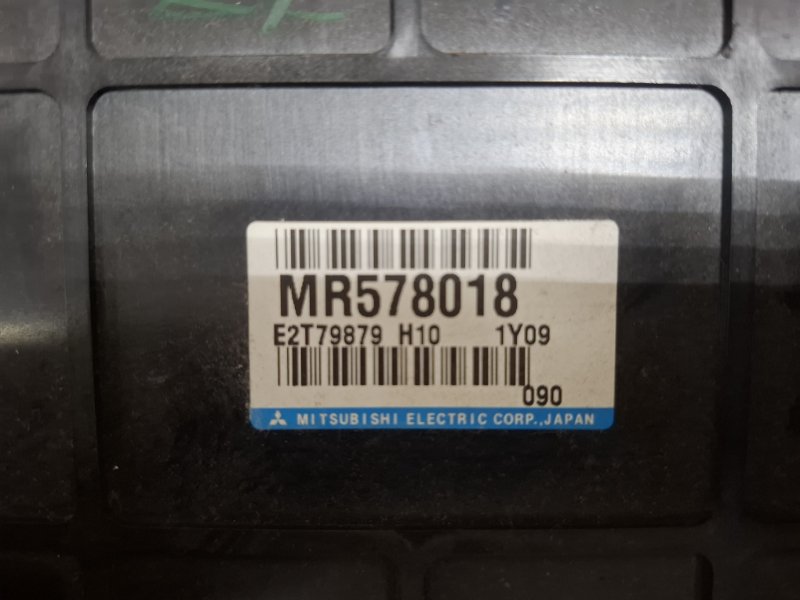 MR578018
E2T79879 H10 1Y09
090
MITSUBISHI ELECTRIC CORP.,JAPAN